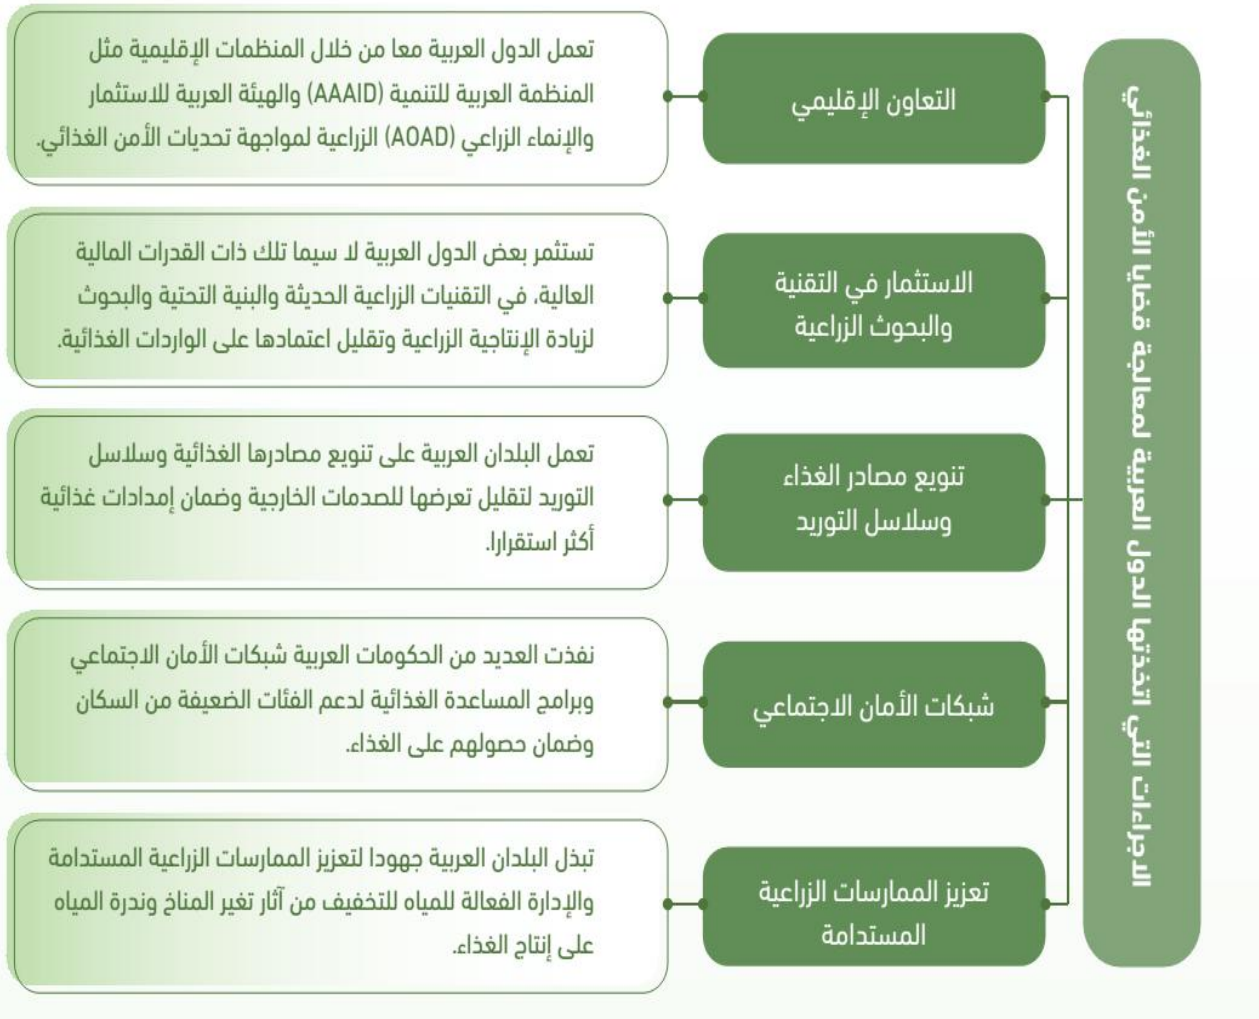 الاجراءات التي اتخذتها الدول العربية لمعالجة قضايا الأمن الغذائي
التعاون الإقليمي
تعمل الدول العربية معا من خلال المنظمات الإقليمية مثل
المنظمة العربية للتنمية (AAAID) والهيئة العربية للاستثمار
والإنماء الزراعي (AOAD) الزراعية لمواجهة تحديات الأمن الغذائي.
الاستثمار في التقنية
والبحوث الزراعية
تستثمر بعض الدول العربية لا سيما تلك ذات القدرات المالية
العالية، في التقنيات الزراعية الحديثة والبنية التحتية والبحوث
لزيادة الإنتاجية الزراعية وتقليل اعتمادها على الواردات الغذائية.
تنويع مصادر الغذاء
وسلاسل التوريد
تعمل البلدان العربية على تنويع مصادرها الغذائية وسلاسل
التوريد لتقليل تعرضها للصدمات الخارجية وضمان إمدادات غذائية
أكثر استقرارا.
شبكات الأمان الاجتماعي
نفذت العديد من الحكومات العربية شبكات الأمان الاجتماعي
وبرامج المساعدة الغذائية لدعم الفئات الضعيفة من السكان
وضمان حصولهم على الغذاء.
تعزيز الممارسات الزراعية
المستدامة
تبذل البلدان العربية جهودا لتعزيز الممارسات الزراعية المستدامة
والإدارة الفعالة للمياه للتخفيف من آثار تغير المناخ وندرة المياه
على إنتاج الغذاء.